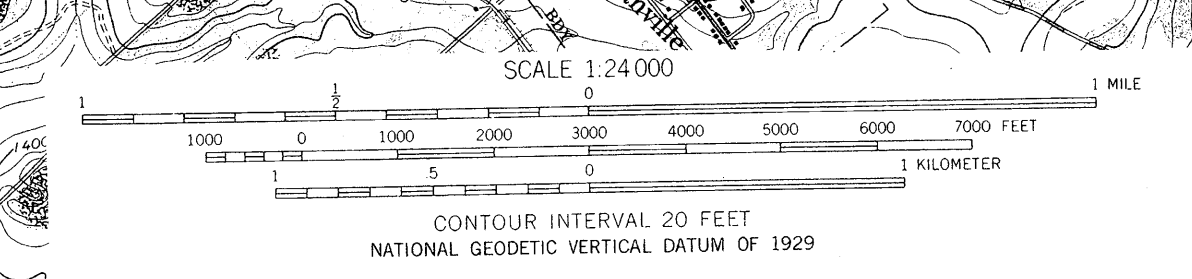 SCALE 1:24 000
1 ½ 0 1 MILE
1000 0 1000 2000 3000 4000 5000 6000 7000 FEET
1 .5 0 1 KILOMETER
CONTOUR INTERVAL 20 FEET
NATIONAL GEODETIC VERTICAL DATUM OF 1929
1400